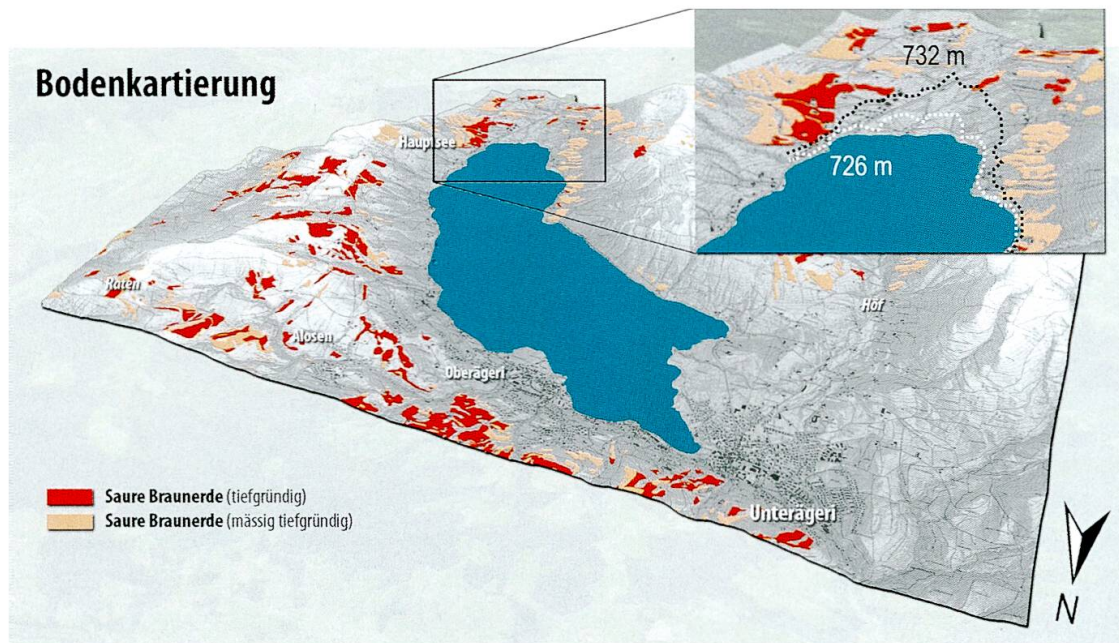 Bodenkartierung
732 m
726 m
Hauptsee
Raten
Höf
Alosen
Oberägeri
Unterägeri
Saure Braunerde (tiefgründig)
Saure Braunerde (mässig tiefgründig)
N